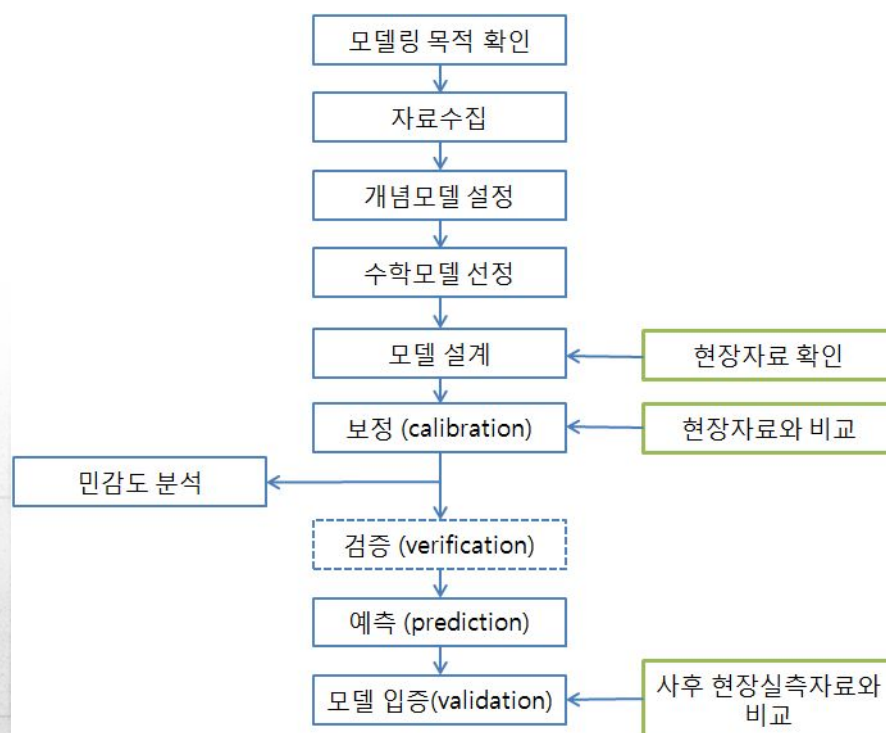 모델링 목적 확인
자료수집
개념모델 설정
수학모델 선정
모델 설계
현장자료 확인
보정 (calibration)
현장자료와 비교
민감도 분석
검증 (verification)
예측 (prediction)
모델 입증(validation)
사후 현장실측자료와
비교